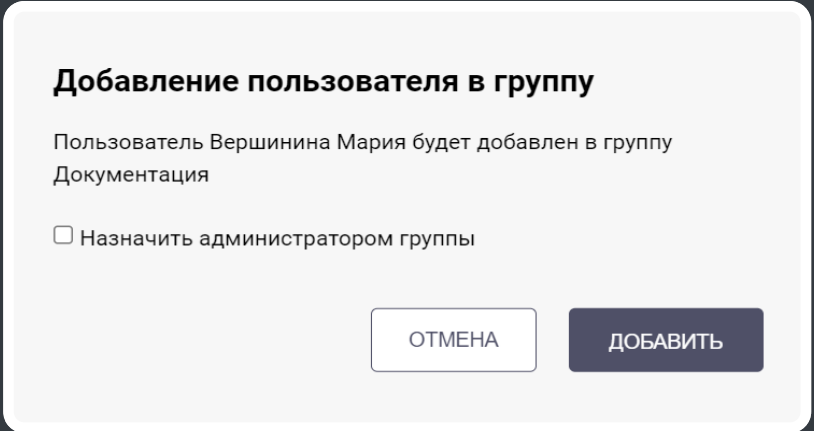 Добавление пользователя в группу
Пользователь Вершинина Мария будет добавлен в группу
Документация
Назначить администратором группы
ОТМЕНА
ДОБАВИТЬ